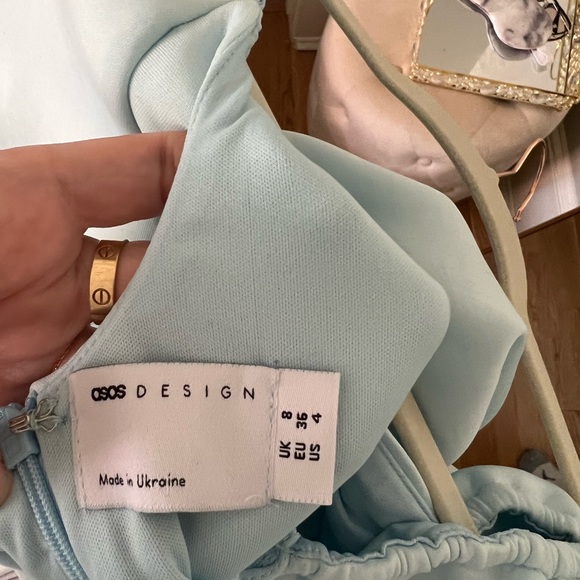 asos DESIGN
Made in Ukraine
UK 8
EU 36
US 4